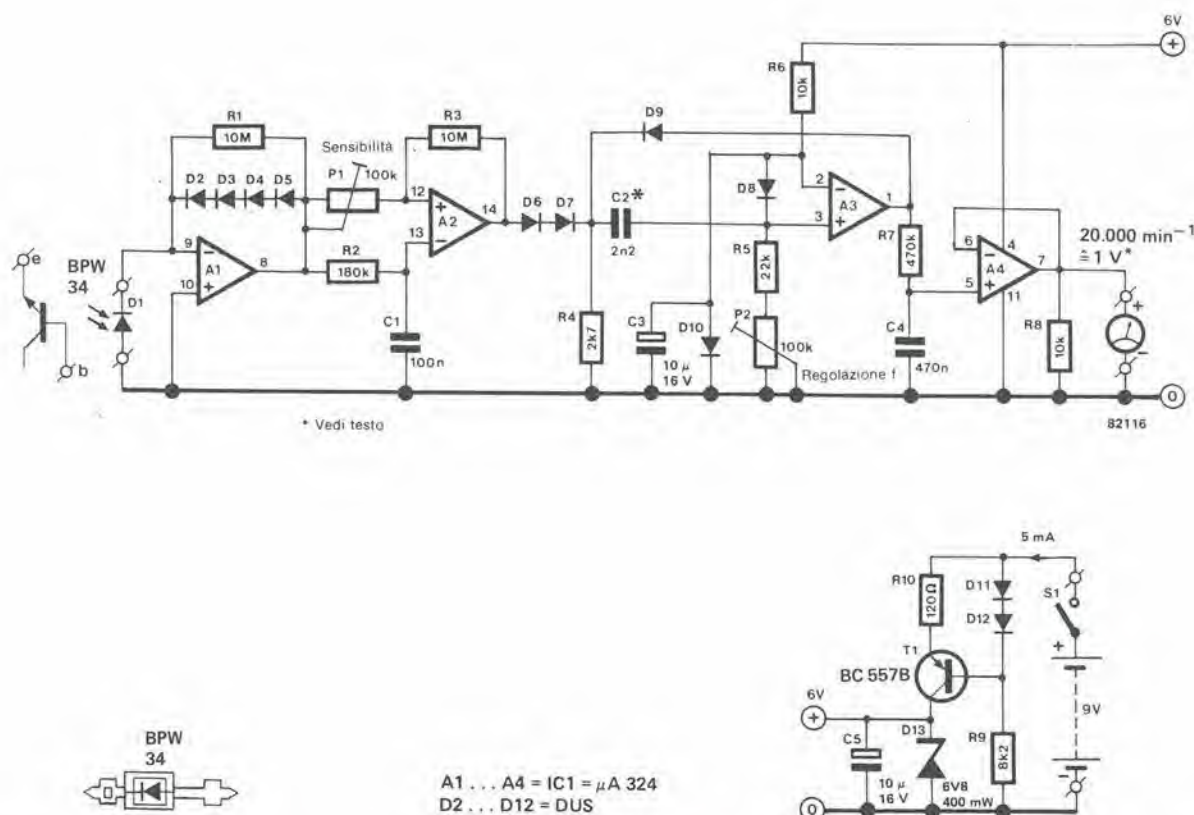 6V
+
R6
10k
R1
10M
R3
10M
D9
Sensibilità
P1
100k
D2
D3
D4
D5
D8
2
−
A3
1
3
+
12
+
A2
14
13
−
D6
D7
C2*
2n2
9
−
A1
8
10
+
R2
180k
R5
22k
R7
470k
6
−
A4
4
7
5
+
11
20.000 min⁻¹
≙ 1 V*
e
BPW
34
D1
b
C1
100n
R4
2k7
C3
10 μ
16 V
D10
P2
100k
Regolazione f
C4
470n
R8
10k
+
−
0
* Vedi testo
82116
5 mA
R10
120Ω
D11
D12
S1
T1
BC 557B
+
6V
+
C5
10 μ
16 V
D13
6V8
400 mW
R9
8k2
9V
−
0
BPW
34
A1 . . . A4 = IC1 = μA 324
D2 . . . D12 = DUS